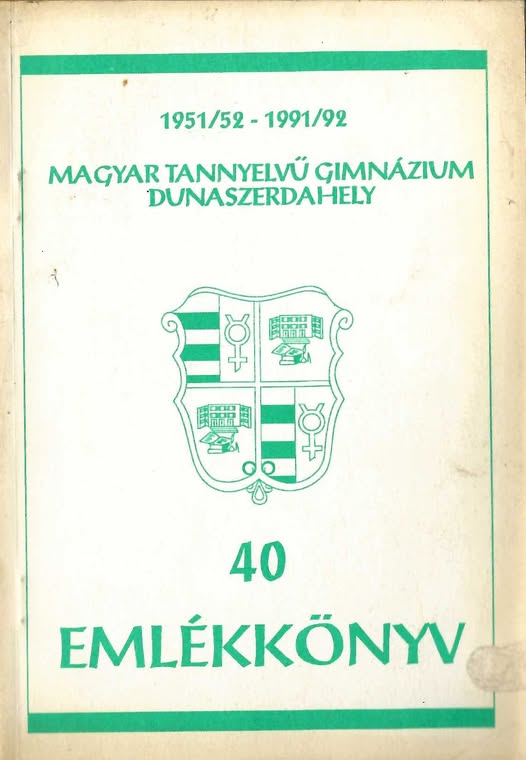 1951/52 - 1991/92
MAGYAR TANNYELVŰ GIMNÁZIUM
DUNASZERDAHELY
40
EMLÉKKÖNYV